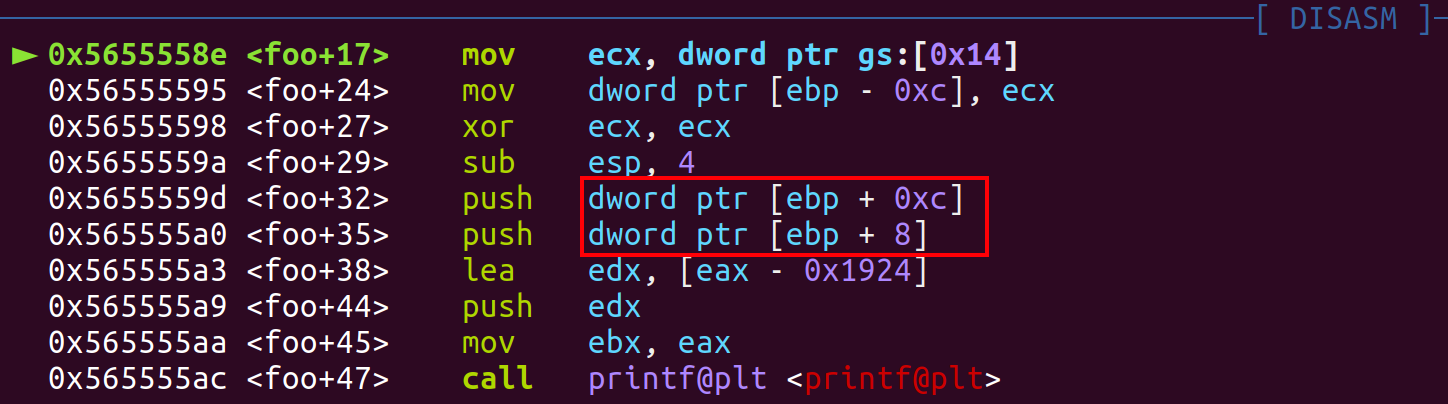 [ DISASM ]
► 0x5655558e <foo+17> mov ecx, dword ptr gs:[0x14]
0x56555595 <foo+24> mov dword ptr [ebp - 0xc], ecx
0x56555598 <foo+27> xor ecx, ecx
0x5655559a <foo+29> sub esp, 4
0x5655559d <foo+32> push dword ptr [ebp + 0xc]
0x565555a0 <foo+35> push dword ptr [ebp + 8]
0x565555a3 <foo+38> lea edx, [eax - 0x1924]
0x565555a9 <foo+44> push edx
0x565555aa <foo+45> mov ebx, eax
0x565555ac <foo+47> call printf@plt <printf@plt>